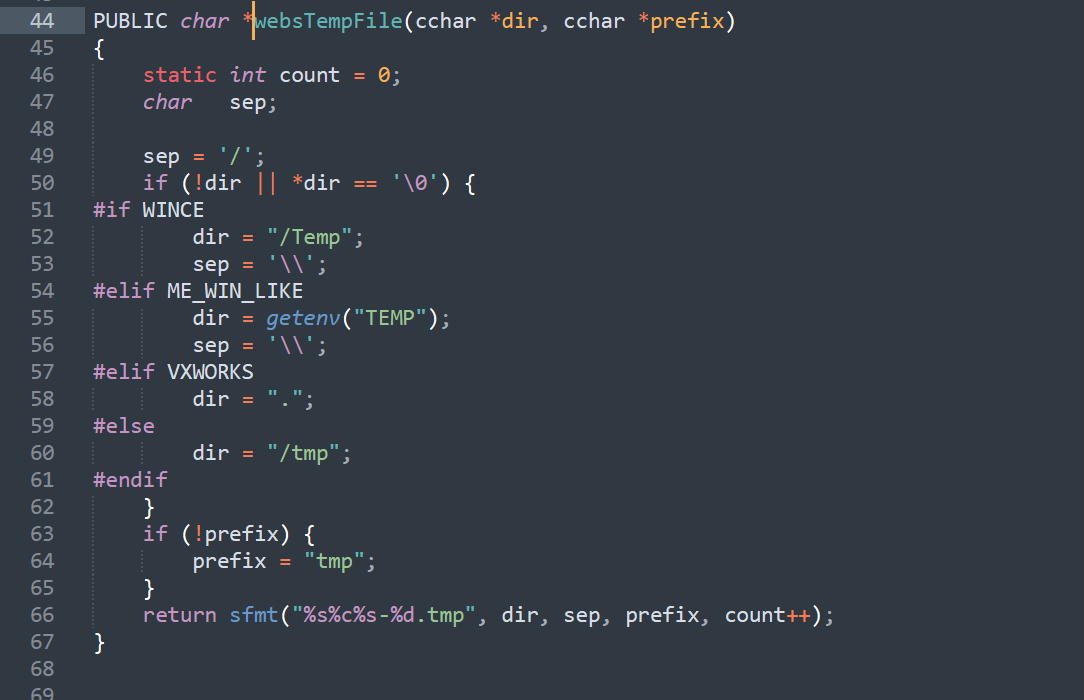 44 PUBLIC char *websTempFile(cchar *dir, cchar *prefix)
45 {
46     static int count = 0;
47     char   sep;
48
49     sep = '/';
50     if (!dir || *dir == '\0') {
51 #if WINCE
52         dir = "/Temp";
53         sep = '\\';
54 #elif ME_WIN_LIKE
55         dir = getenv("TEMP");
56         sep = '\\';
57 #elif VXWORKS
58         dir = ".";
59 #else
60         dir = "/tmp";
61 #endif
62     }
63     if (!prefix) {
64         prefix = "tmp";
65     }
66     return sfmt("%s%c%s-%d.tmp", dir, sep, prefix, count++);
67 }
68
69